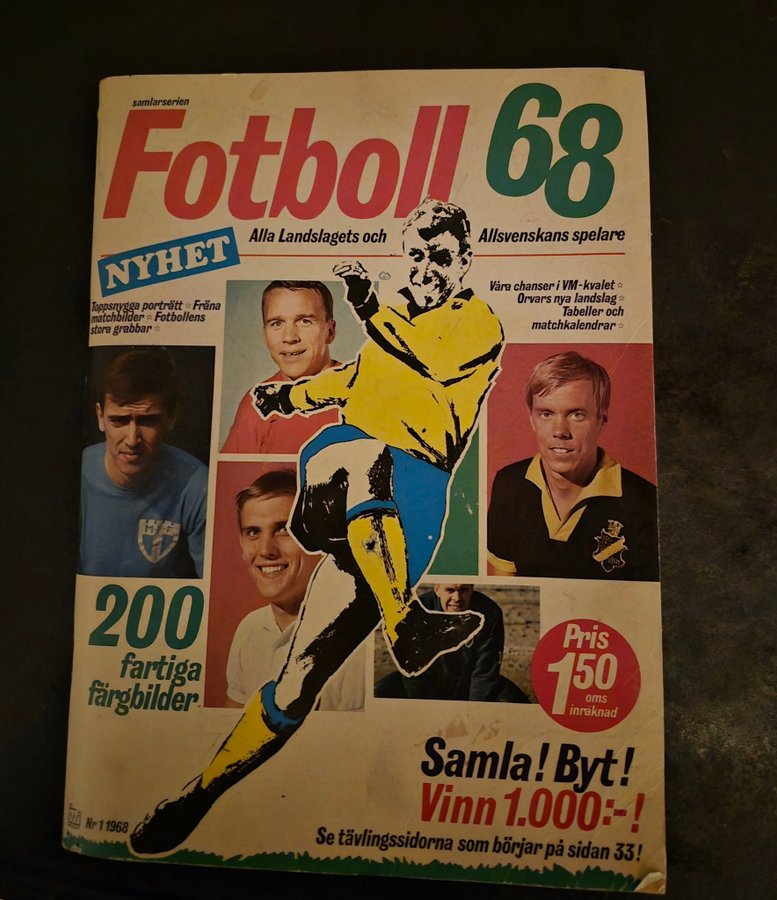 samlarserien
Fotboll 68
NYHET
Alla Landslagets och Allsvenskans spelare
Toppsnygga porträtt ☆ Fräna
matchbilder ☆ Fotbollens
stora grabbar ☆
Våra chanser i VM-kvalet ☆
Orvars nya landslag ☆
Tabeller och
matchkalendrar ☆
200
fartiga
färgbilder
Pris
1 50
oms
inräknad
Samla! Byt!
Vinn 1.000:-!
Se tävlingssidorna som börjar på sidan 33!
Nr 1 1968